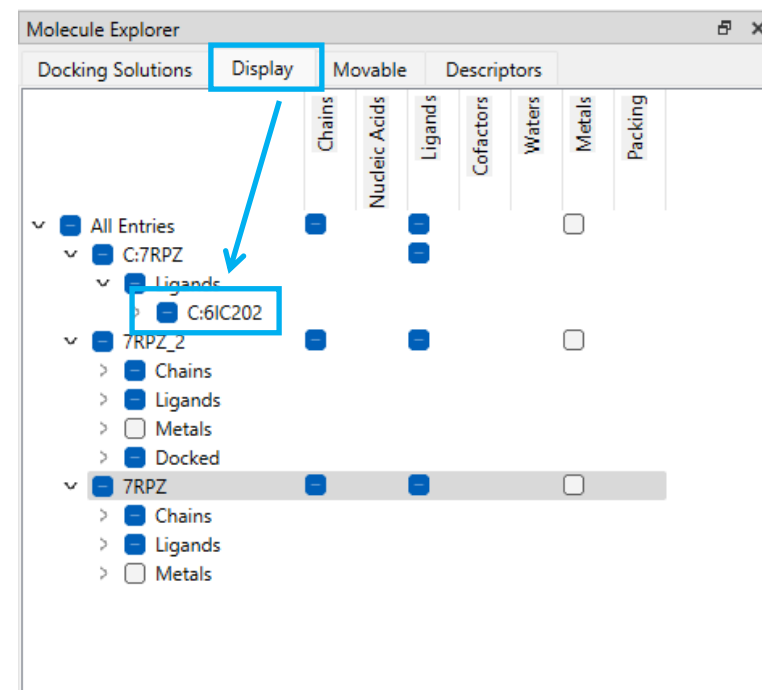 Molecule Explorer
Docking Solutions Display Movable Descriptors
Chains Nucleic Acids Ligands Cofactors Waters Metals Packing
All Entries
C:7RPZ
Ligands
C:6IC202
7RPZ_2
Chains
Ligands
Metals
Docked
7RPZ
Chains
Ligands
Metals